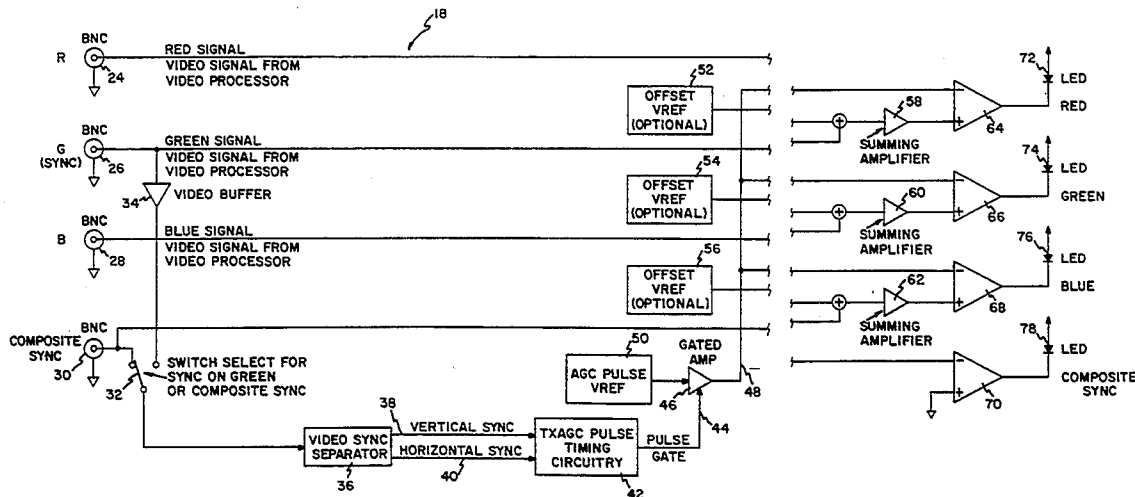 18
BNC
R
24
RED SIGNAL
VIDEO SIGNAL FROM
VIDEO PROCESSOR
52
OFFSET
VREF
(OPTIONAL)
72
LED
RED
58
64
SUMMING
AMPLIFIER
BNC
G
(SYNC)
26
GREEN SIGNAL
VIDEO SIGNAL FROM
VIDEO PROCESSOR
34
VIDEO BUFFER
54
OFFSET
VREF
(OPTIONAL)
74
LED
GREEN
60
66
SUMMING
AMPLIFIER
BNC
B
28
BLUE SIGNAL
VIDEO SIGNAL FROM
VIDEO PROCESSOR
56
OFFSET
VREF
(OPTIONAL)
76
LED
BLUE
62
68
SUMMING
AMPLIFIER
BNC
COMPOSITE
SYNC
30
32
SWITCH SELECT FOR
SYNC ON GREEN
OR COMPOSITE SYNC
50
AGC PULSE
VREF
GATED
AMP
46
48
44
78
LED
COMPOSITE
SYNC
70
38
VERTICAL SYNC
VIDEO SYNC
SEPARATOR
36
HORIZONTAL SYNC
40
TXAGC PULSE
TIMING
CIRCUITRY
42
PULSE
GATE